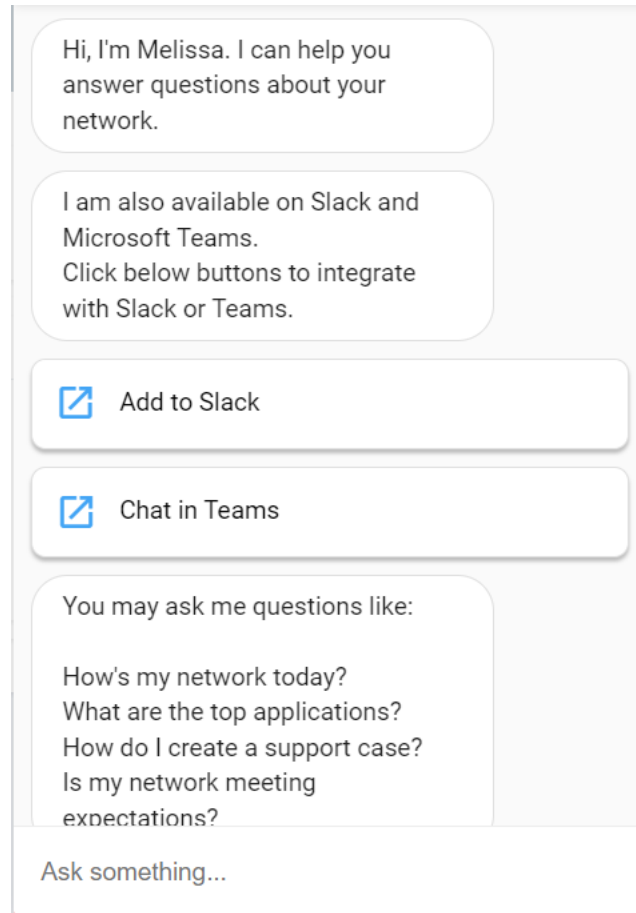 Hi, I'm Melissa. I can help you
answer questions about your
network.
I am also available on Slack and
Microsoft Teams.
Click below buttons to integrate
with Slack or Teams.
Add to Slack
Chat in Teams
You may ask me questions like:
How's my network today?
What are the top applications?
How do I create a support case?
Is my network meeting
expectations?
Ask something...